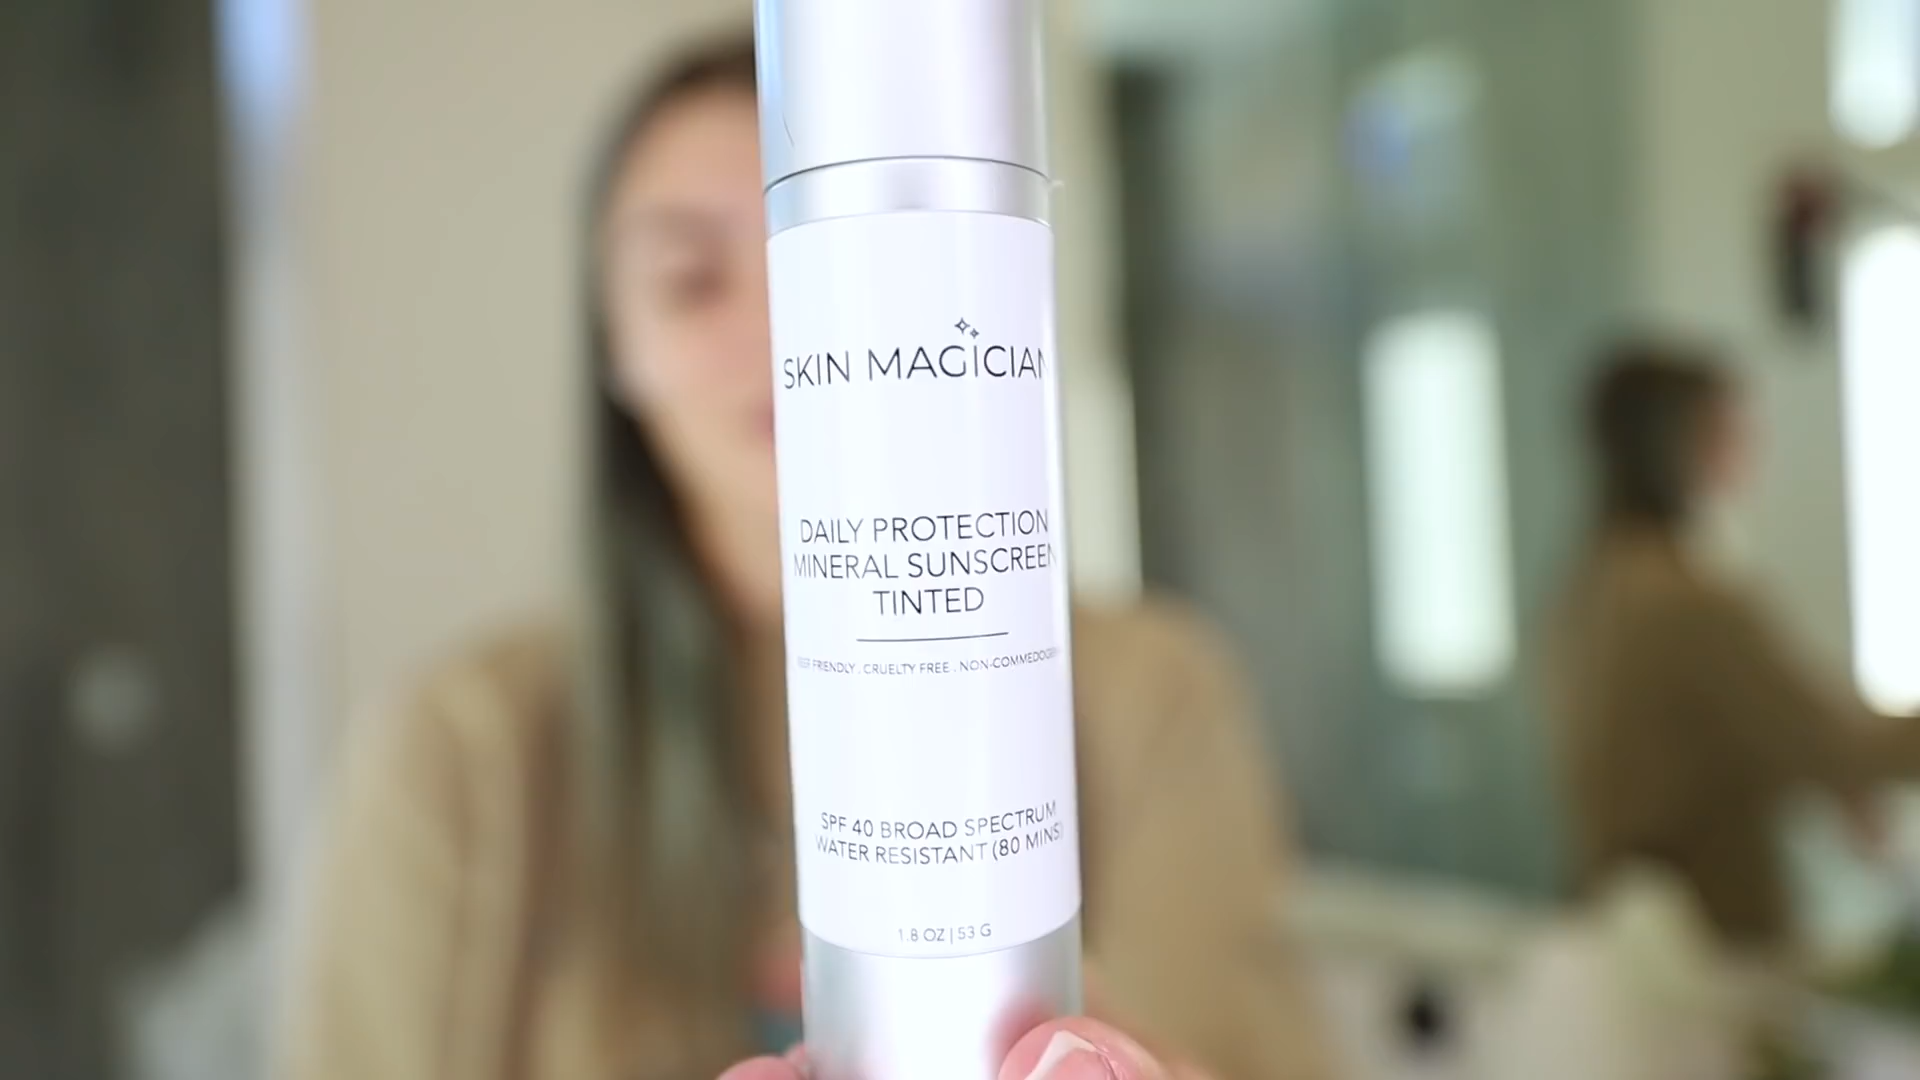 SKIN MAGICIAN
DAILY PROTECTION
MINERAL SUNSCREEN
TINTED
FRIENDLY . CRUELTY FREE .
SPF 40 BROAD SPECTRUM
WATER RESISTANT (80 MINS)
1.8 OZ | 53 G